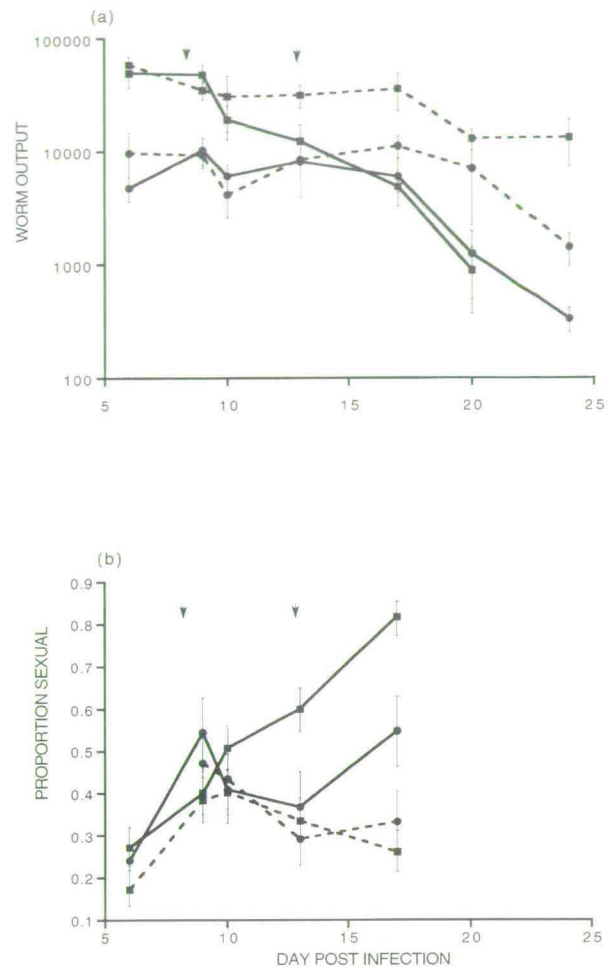 (a)
100000
10000
1000
100
WORM OUTPUT
5 10 15 20 25
(b)
0.9
0.8
0.7
0.6
0.5
0.4
0.3
0.2
0.1
PROPORTION SEXUAL
5 10 15 20 25
DAY POST INFECTION